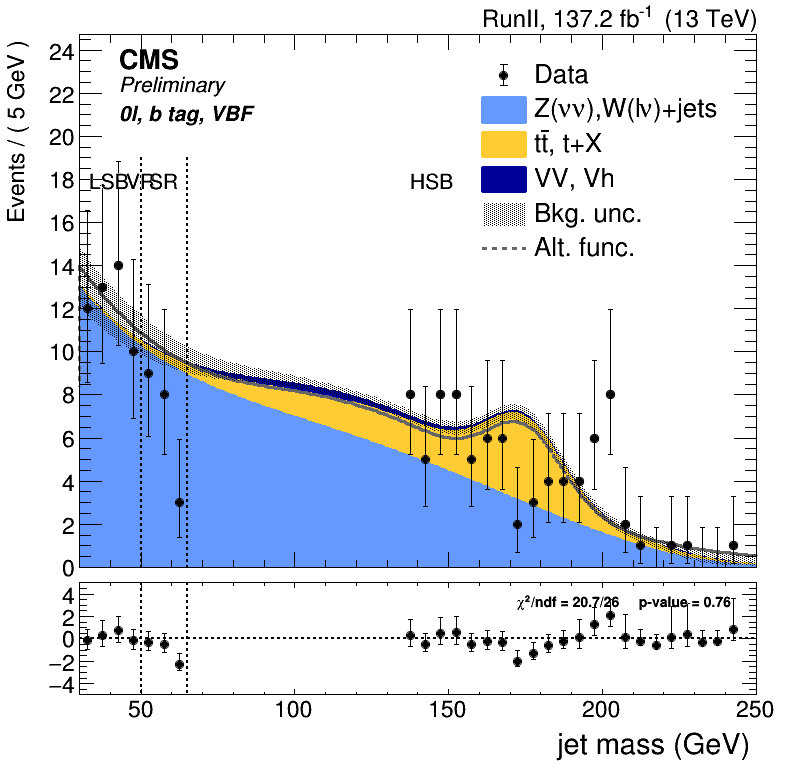 RunII, 137.2 fb⁻¹ (13 TeV)
CMS
Preliminary
0l, b tag, VBF
Data
Z(νν),W(lν)+jets
tt̄, t+X
VV, Vh
Bkg. unc.
Alt. func.
LSB VR SR HSB
Events / ( 5 GeV )
24
22
20
18
16
14
12
10
8
6
4
2
0
χ²/ndf = 20.7/26 p-value = 0.76
4
2
0
−2
−4
50 100 150 200 250
jet mass (GeV)